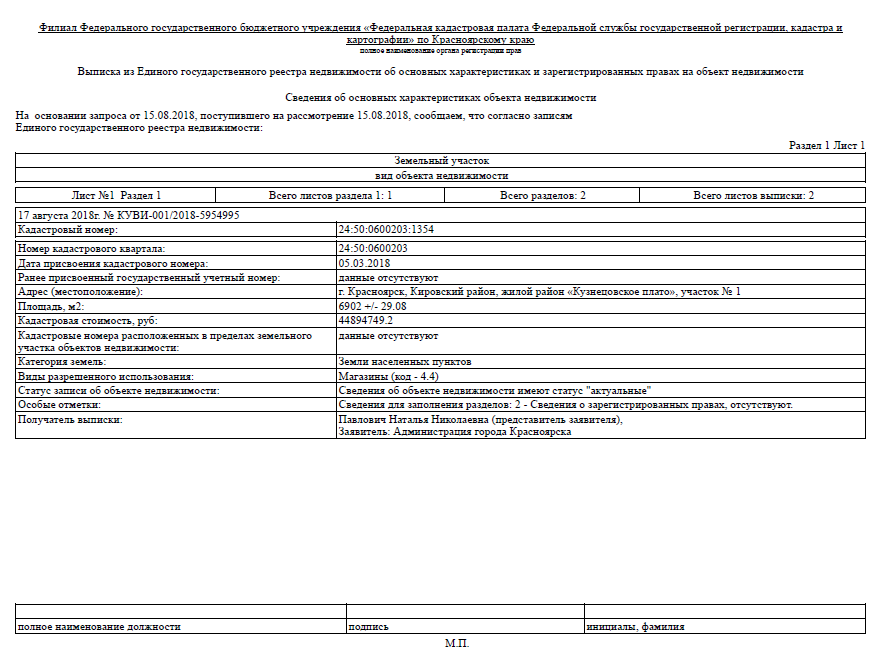 Филиал Федерального государственного бюджетного учреждения «Федеральная кадастровая палата Федеральной службы государственной регистрации, кадастра и
картографии» по Красноярскому краю
полное наименование органа регистрации прав
Выписка из Единого государственного реестра недвижимости об основных характеристиках и зарегистрированных правах на объект недвижимости
Сведения об основных характеристиках объекта недвижимости
На основании запроса от 15.08.2018, поступившего на рассмотрение 15.08.2018, сообщаем, что согласно записям
Единого государственного реестра недвижимости:
Раздел 1 Лист 1
Земельный участок
вид объекта недвижимости
Лист №1 Раздел 1 Всего листов раздела 1: 1 Всего разделов: 2 Всего листов выписки: 2
17 августа 2018г. № КУВИ-001/2018-5954995
Кадастровый номер: 24:50:0600203:1354
Номер кадастрового квартала: 24:50:0600203
Дата присвоения кадастрового номера: 05.03.2018
Ранее присвоенный государственный учетный номер: данные отсутствуют
Адрес (местоположение): г. Красноярск, Кировский район, жилой район «Кузнецовское плато», участок № 1
Площадь, м2: 6902 +/- 29.08
Кадастровая стоимость, руб: 44894749.2
Кадастровые номера расположенных в пределах земельного данные отсутствуют
участка объектов недвижимости:
Категория земель: Земли населенных пунктов
Виды разрешенного использования: Магазины (код - 4.4)
Статус записи об объекте недвижимости: Сведения об объекте недвижимости имеют статус "актуальные"
Особые отметки: Сведения для заполнения разделов: 2 - Сведения о зарегистрированных правах, отсутствуют.
Получатель выписки: Павлович Наталья Николаевна (представитель заявителя),
Заявитель: Администрация города Красноярска
полное наименование должности подпись инициалы, фамилия
М.П.